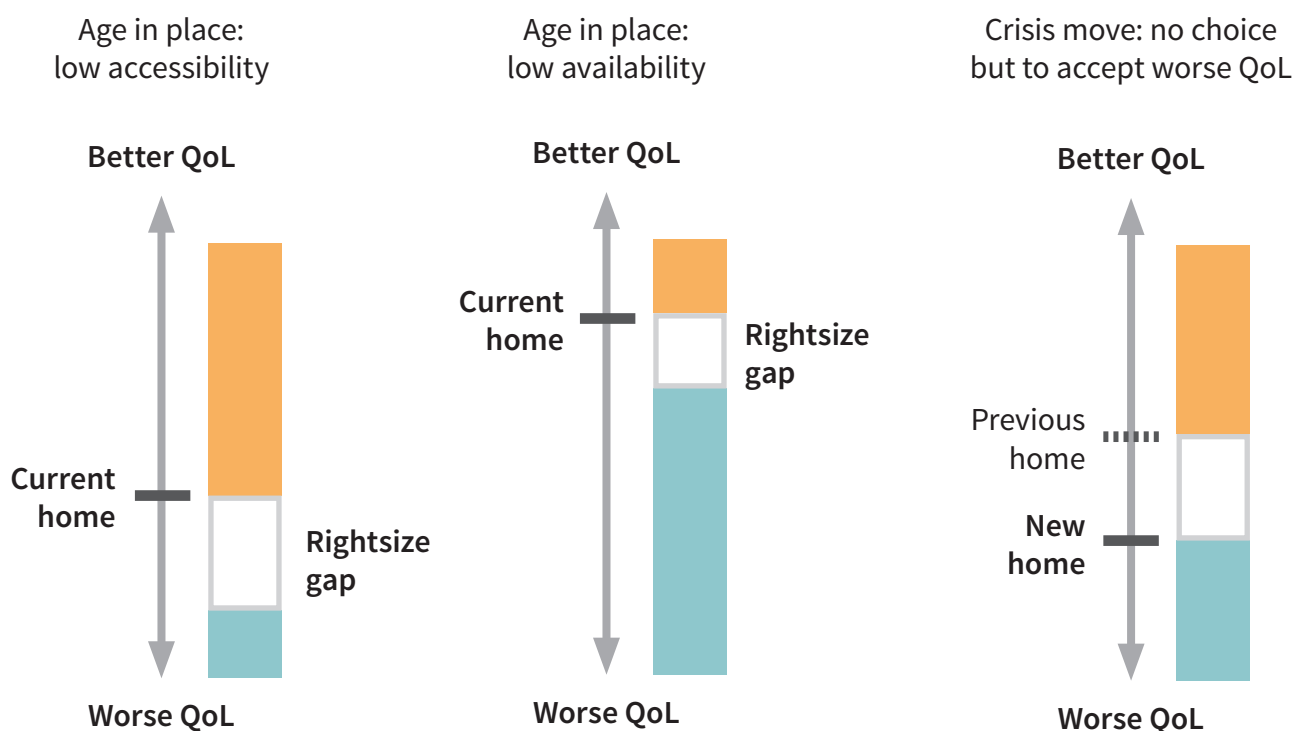 Age in place:
low accessibility
Better QoL
Current
home
Rightsize
gap
Worse QoL
Age in place:
low availability
Better QoL
Current
home
Rightsize
gap
Worse QoL
Crisis move: no choice
but to accept worse QoL
Better QoL
Previous
home
New
home
Worse QoL